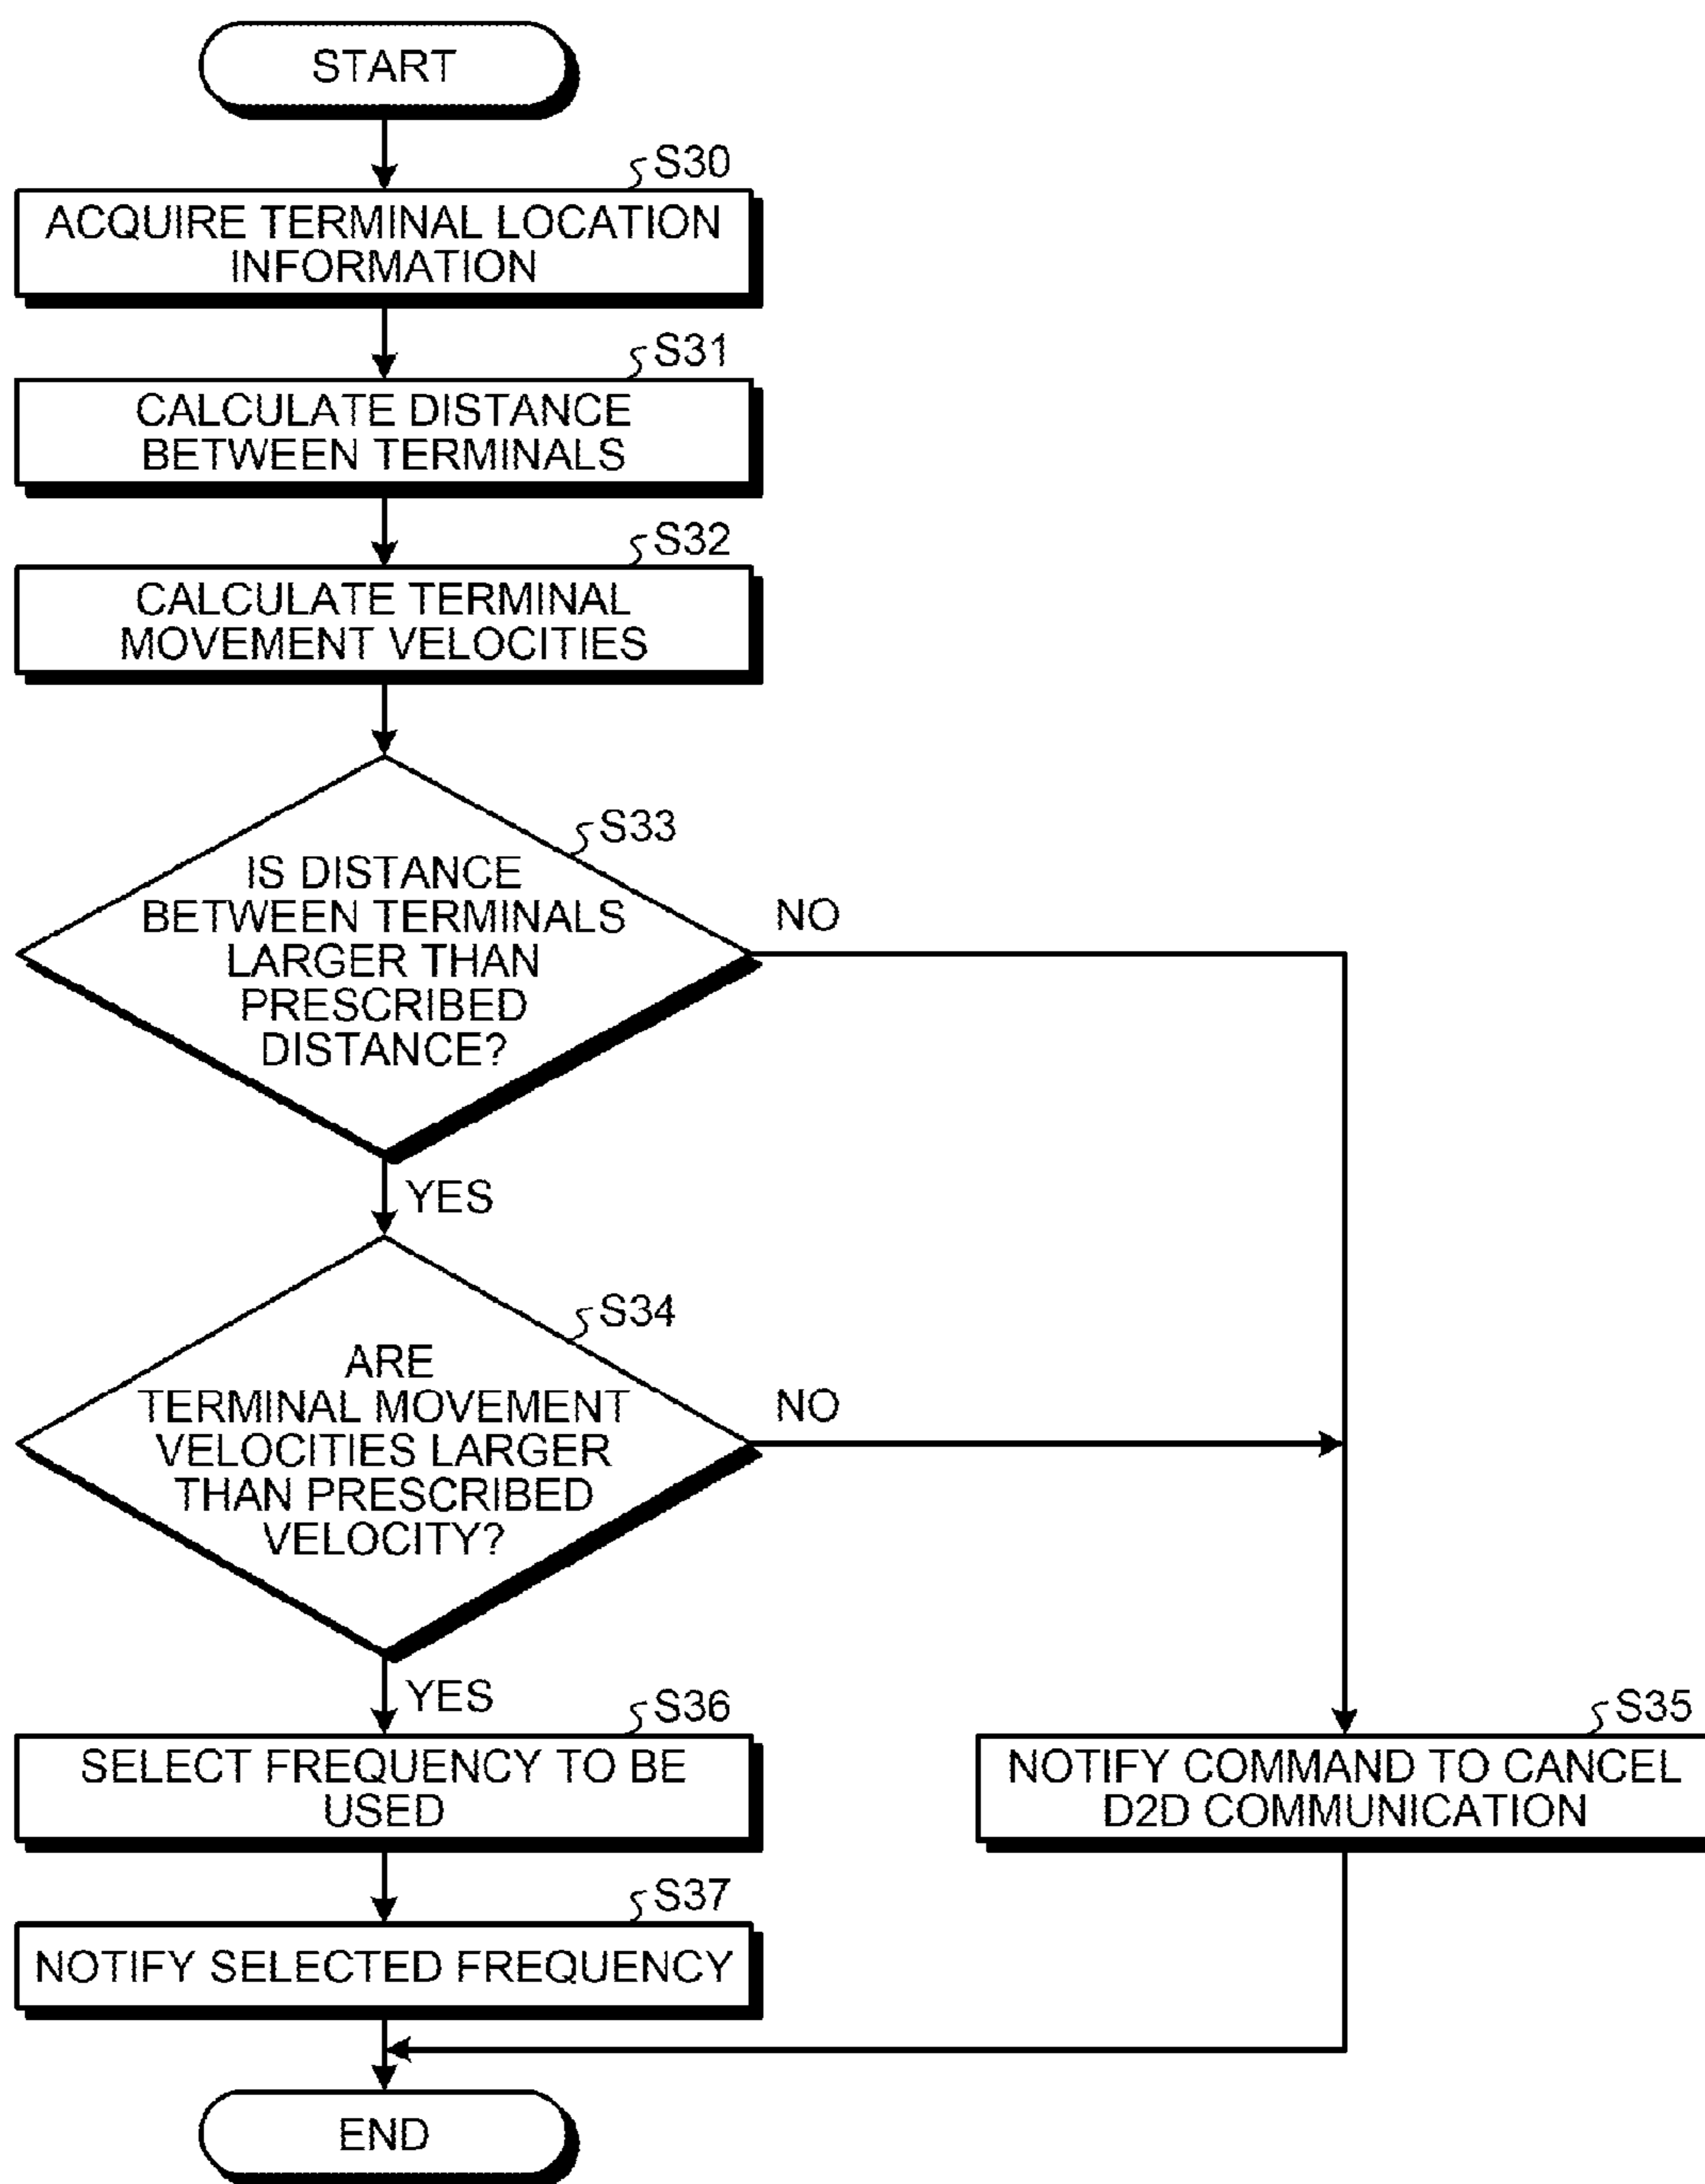 START
S30
ACQUIRE TERMINAL LOCATION
INFORMATION
S31
CALCULATE DISTANCE
BETWEEN TERMINALS
S32
CALCULATE TERMINAL
MOVEMENT VELOCITIES
S33
IS DISTANCE
BETWEEN TERMINALS
LARGER THAN
PRESCRIBED
DISTANCE?
NO
YES
S34
ARE
TERMINAL MOVEMENT
VELOCITIES LARGER
THAN PRESCRIBED
VELOCITY?
NO
YES
S36
SELECT FREQUENCY TO BE
USED
S35
NOTIFY COMMAND TO CANCEL
D2D COMMUNICATION
S37
NOTIFY SELECTED FREQUENCY
END